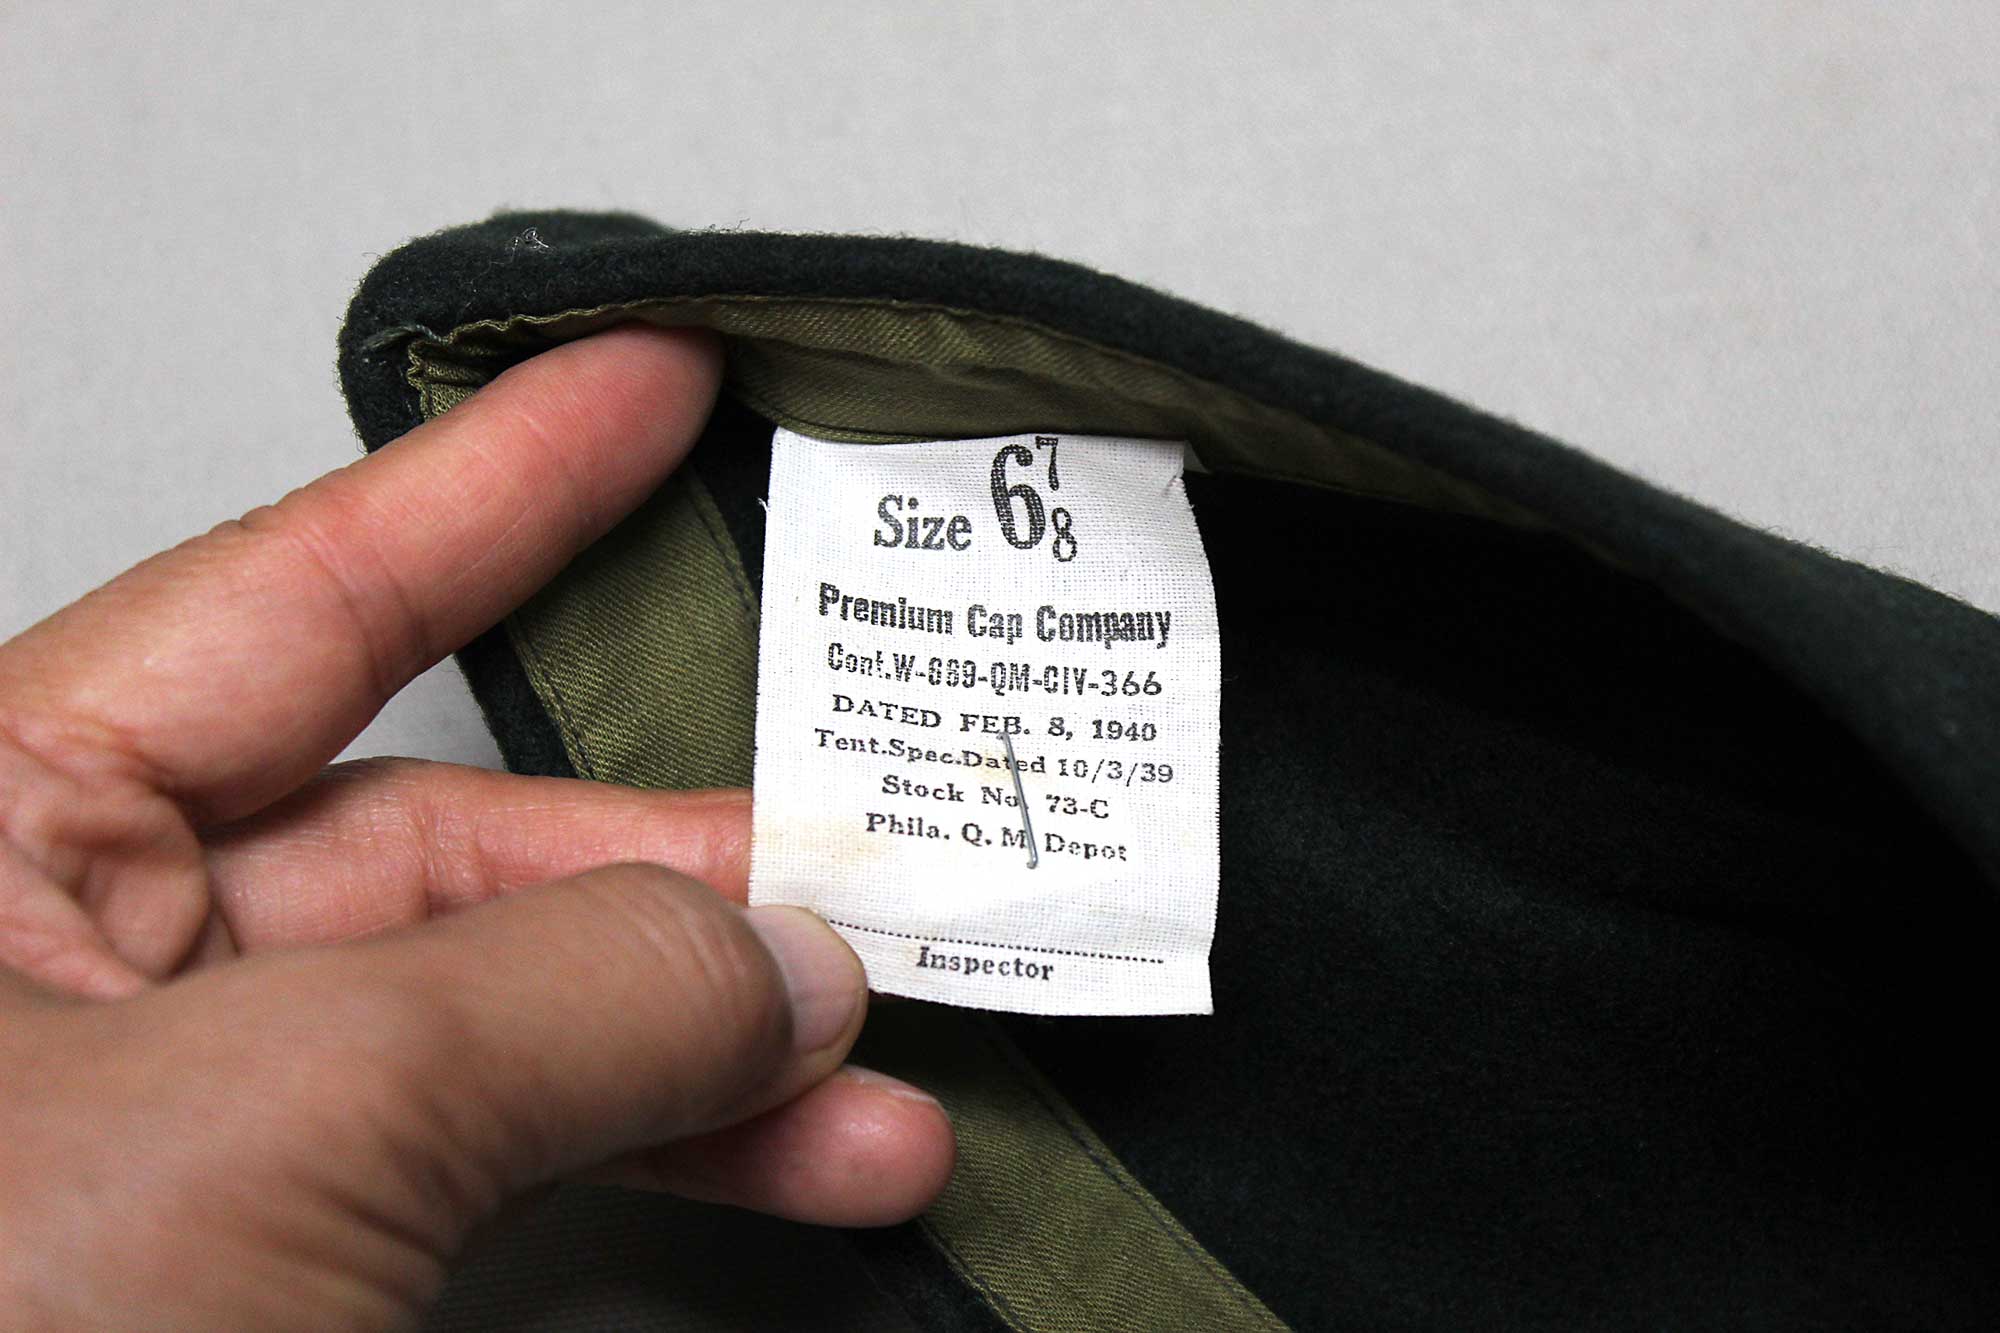 Size 6 7/8
Premium Cap Company
Cont.W-669-QM-CIV-366
DATED FEB. 8, 1940
Tent.Spec.Dated 10/3/39
Stock No. 73-C
Phila. Q. M. Depot
Inspector